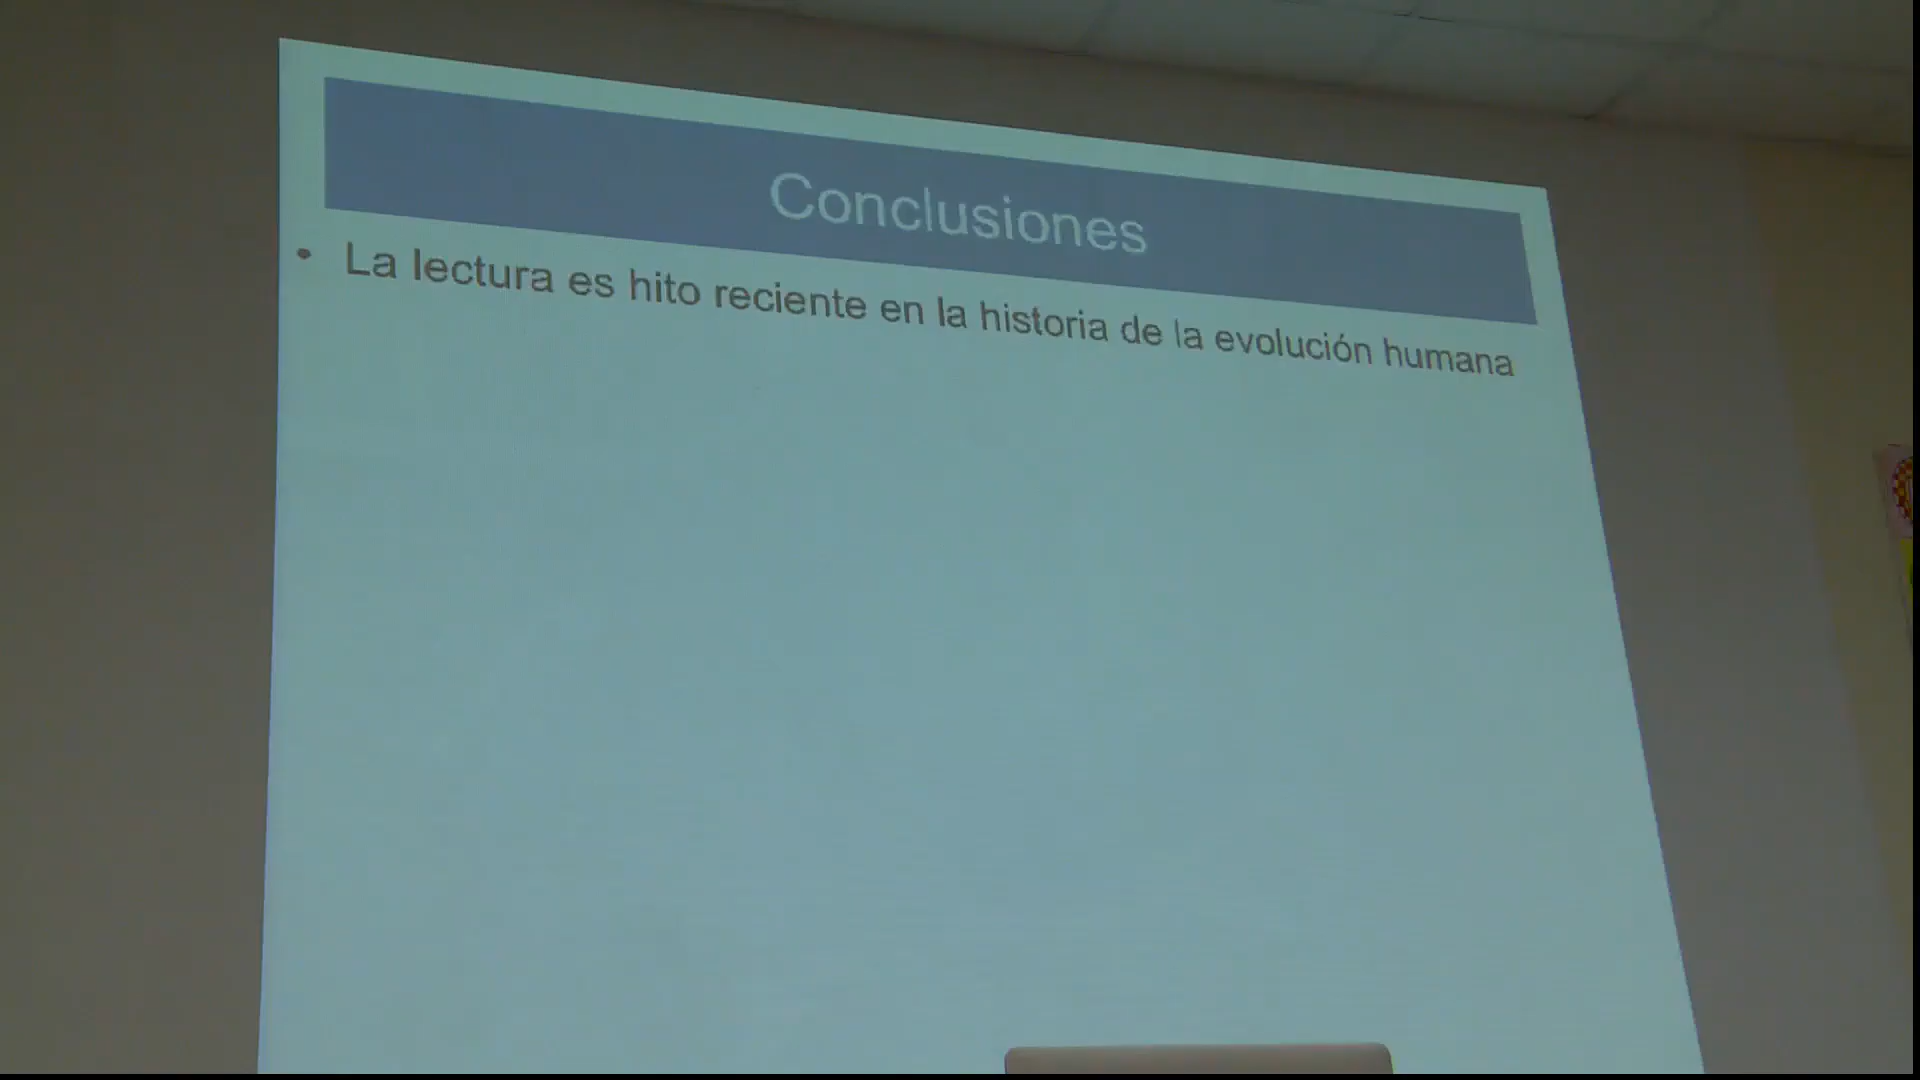 Conclusiones
• La lectura es hito reciente en la historia de la evolución humana